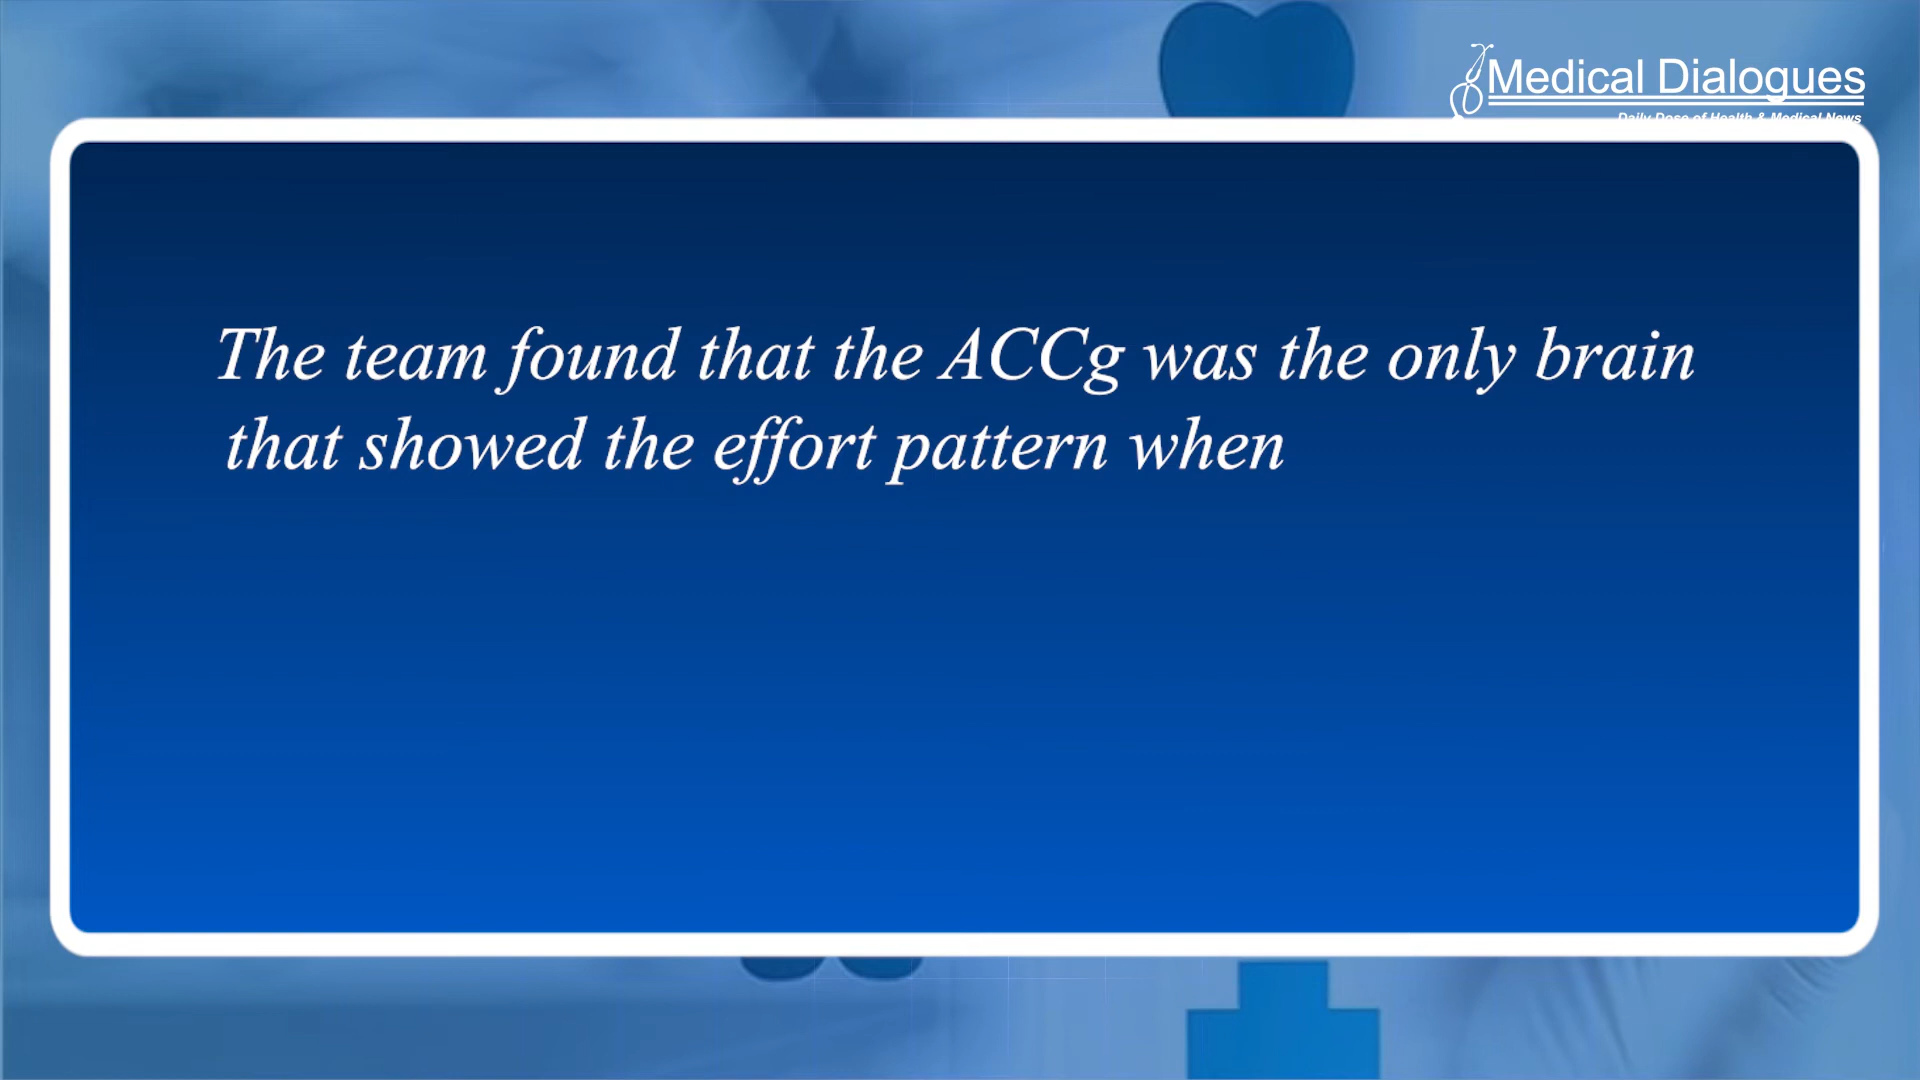 Medical Dialogues
Daily Dose of Health & Medical News
The team found that the ACCg was the only brain
that showed the effort pattern when